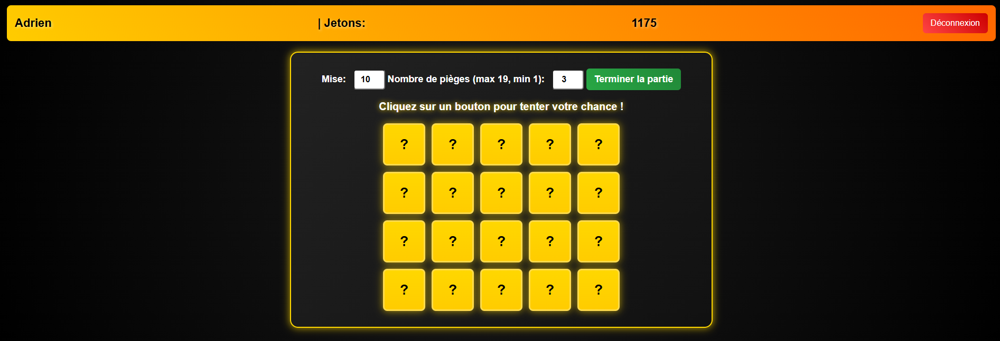 Adrien | Jetons: 1175 Déconnexion
Mise: 10 Nombre de pièges (max 19, min 1): 3 Terminer la partie
Cliquez sur un bouton pour tenter votre chance !
? ? ? ? ?
? ? ? ? ?
? ? ? ? ?
? ? ? ? ?